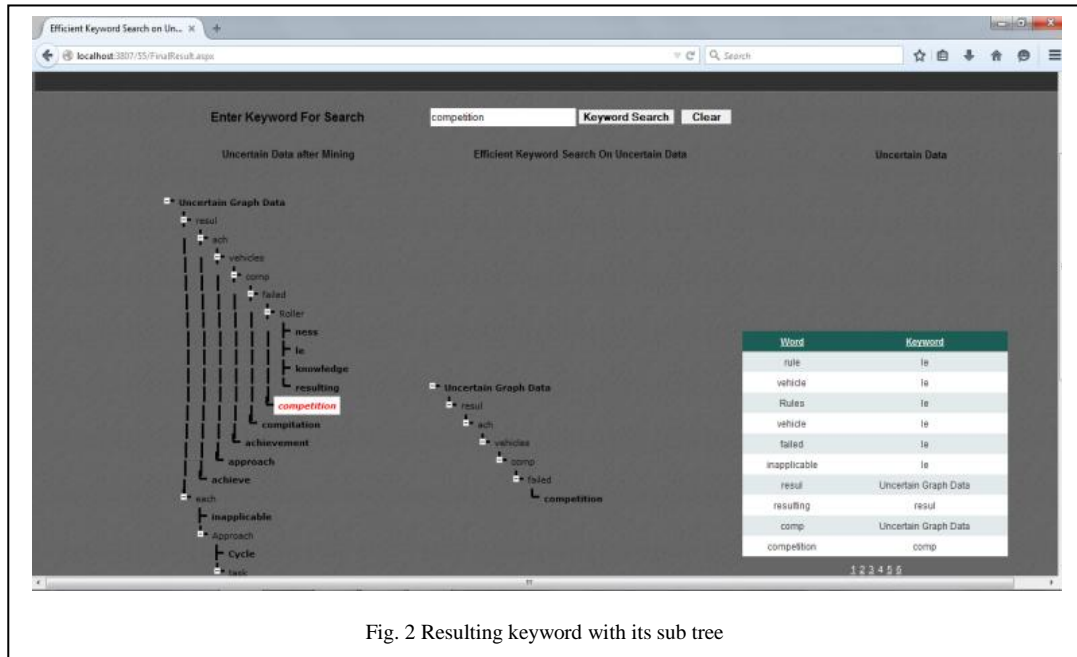 Efficient Keyword Search on Un...
localhost:3807/55/FinalResult.aspx
Search
Enter Keyword For Search
competition
Keyword Search
Clear
Uncertain Data after Mining
Efficient Keyword Search On Uncertain Data
Uncertain Data
Uncertain Graph Data
resul
ach
vehicles
comp
failed
Roller
ness
le
knowledge
resulting
competition
compitation
achievement
approach
achieve
each
inapplicable
Approach
Cycle
task
Uncertain Graph Data
resul
ach
vehicles
comp
failed
competition
Word Keyword
rule le
vehicle le
Rules le
vehicle le
failed le
inapplicable le
resul Uncertain Graph Data
resulting resul
comp Uncertain Graph Data
competition comp
1 2 3 4 5 6
Fig. 2 Resulting keyword with its sub tree